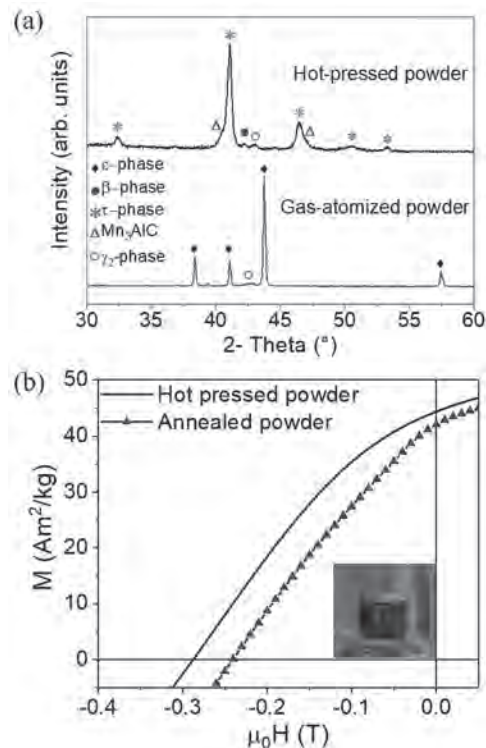 (a)
Hot-pressed powder
Intensity (arb. units)
ε-phase
β-phase
τ-phase
Mn₃AlC
γ₂-phase
Gas-atomized powder
30 35 40 45 50 55 60
2- Theta (°)
(b)
50
Hot pressed powder
Annealed powder
40
30
20
10
0
M (Am²/kg)
-0.4 -0.3 -0.2 -0.1 0.0
μ₀H (T)